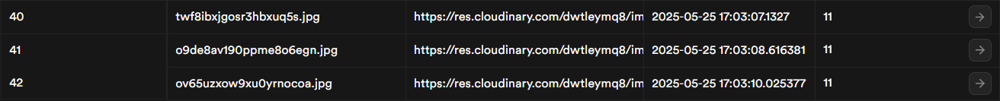 40 twf8ibxjgosr3hbxuq5s.jpg https://res.cloudinary.com/dwtleymq8/im 2025-05-25 17:03:07.1327 11
41 o9de8av190ppme8o6egn.jpg https://res.cloudinary.com/dwtleymq8/im 2025-05-25 17:03:08.616381 11
42 ov65uzxow9xu0yrnocoa.jpg https://res.cloudinary.com/dwtleymq8/im 2025-05-25 17:03:10.025377 11